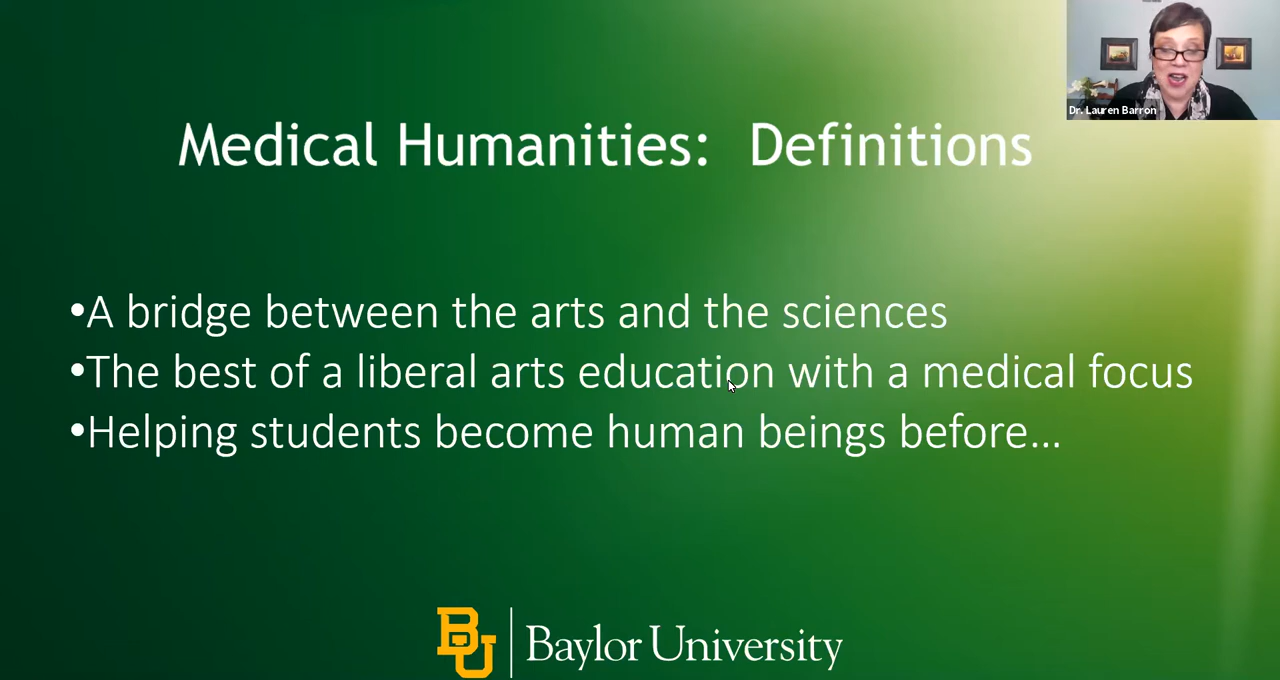 Dr. Lauren Barron
Medical Humanities:  Definitions
•A bridge between the arts and the sciences
•The best of a liberal arts education with a medical focus
•Helping students become human beings before...
BU | Baylor University